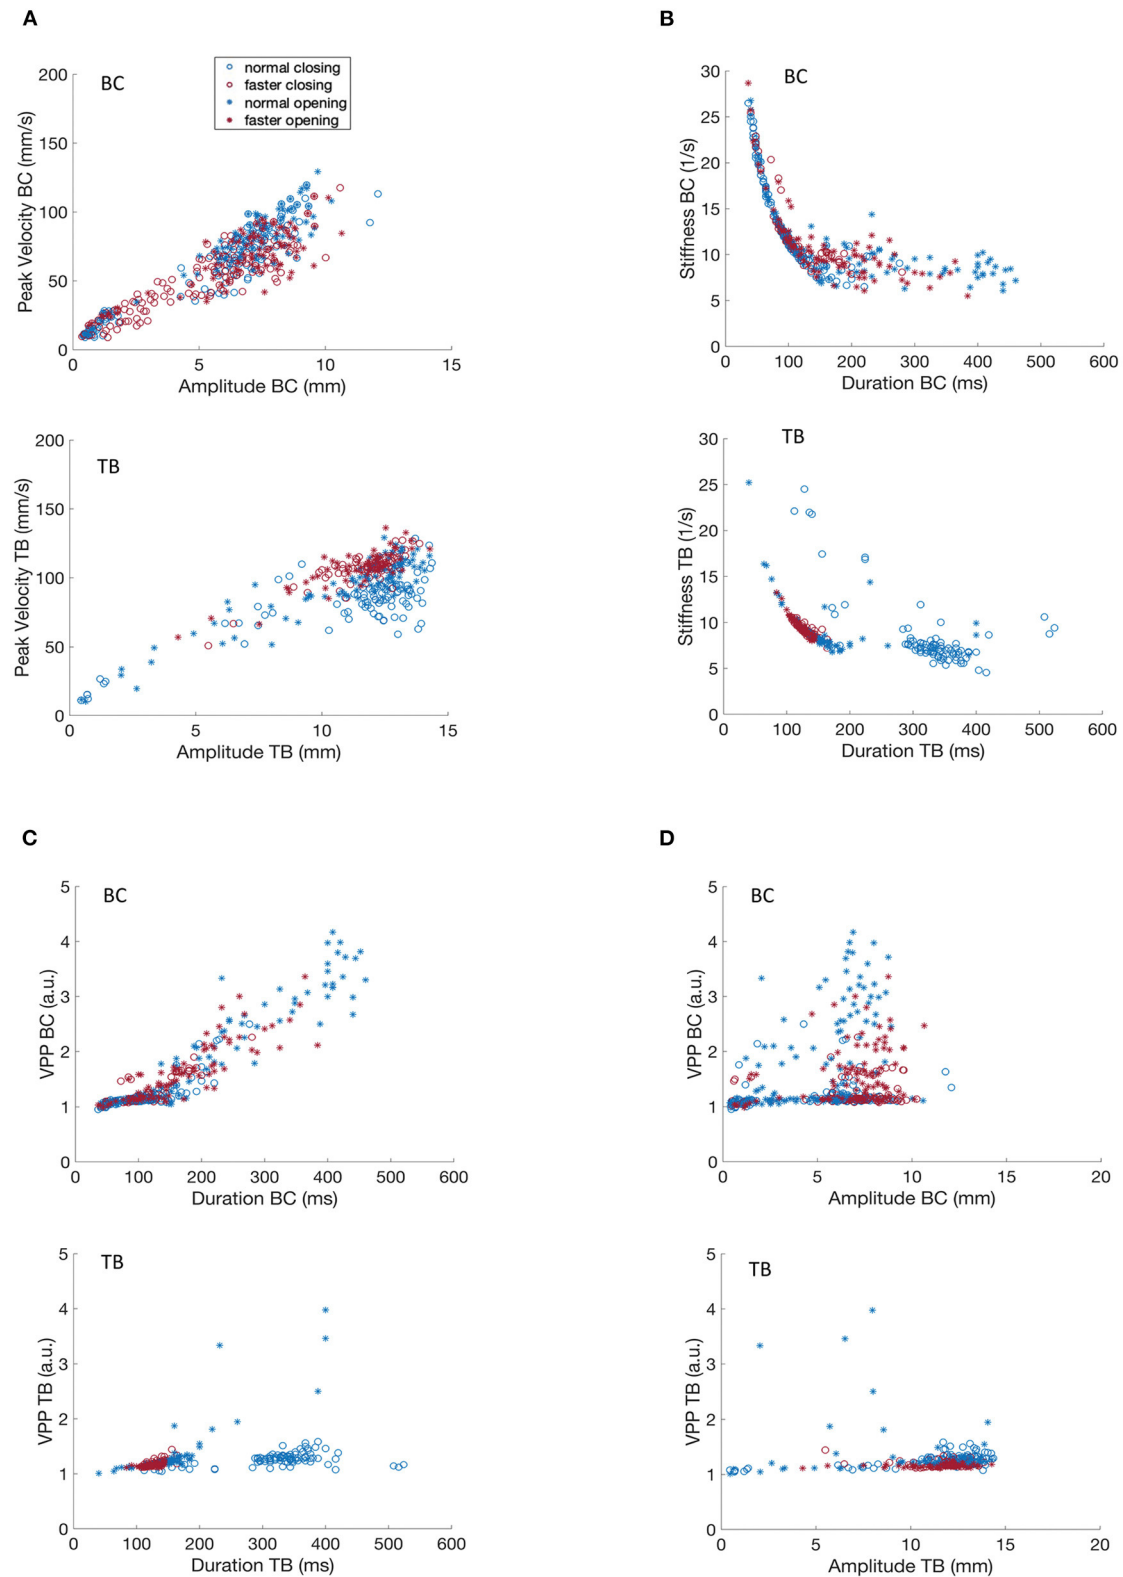 A
BC
normal closing
faster closing
normal opening
faster opening
200
150
100
50
0
Peak Velocity BC (mm/s)
0 5 10 15
Amplitude BC (mm)
TB
200
150
100
50
0
Peak Velocity TB (mm/s)
0 5 10 15
Amplitude TB (mm)
B
BC
30
25
20
15
10
5
0
Stiffness BC (1/s)
0 100 200 300 400 500 600
Duration BC (ms)
TB
30
25
20
15
10
5
0
Stiffness TB (1/s)
0 100 200 300 400 500 600
Duration TB (ms)
C
BC
5
4
3
2
1
0
VPP BC (a.u.)
0 100 200 300 400 500 600
Duration BC (ms)
TB
5
4
3
2
1
0
VPP TB (a.u.)
0 100 200 300 400 500 600
Duration TB (ms)
D
BC
5
4
3
2
1
0
VPP BC (a.u.)
0 5 10 15 20
Amplitude BC (mm)
TB
5
4
3
2
1
0
VPP TB (a.u.)
0 5 10 15 20
Amplitude TB (mm)